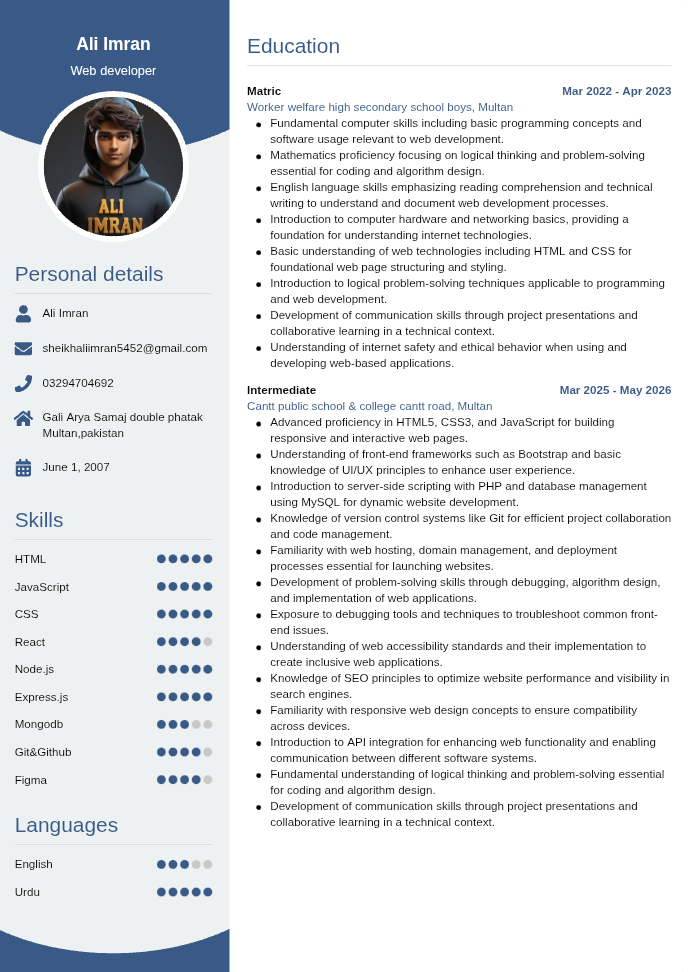 Ali Imran
Web developer
ALI
IMRAN
Personal details
Ali Imran
sheikhaliimran5452@gmail.com
03294704692
Gali Arya Samaj double phatak
Multan,pakistan
June 1, 2007
Skills
HTML
JavaScript
CSS
React
Node.js
Express.js
Mongodb
Git&Github
Figma
Languages
English
Urdu
Education
Matric Mar 2022 - Apr 2023
Worker welfare high secondary school boys, Multan
• Fundamental computer skills including basic programming concepts and
software usage relevant to web development.
• Mathematics proficiency focusing on logical thinking and problem-solving
essential for coding and algorithm design.
• English language skills emphasizing reading comprehension and technical
writing to understand and document web development processes.
• Introduction to computer hardware and networking basics, providing a
foundation for understanding internet technologies.
• Basic understanding of web technologies including HTML and CSS for
foundational web page structuring and styling.
• Introduction to logical problem-solving techniques applicable to programming
and web development.
• Development of communication skills through project presentations and
collaborative learning in a technical context.
• Understanding of internet safety and ethical behavior when using and
developing web-based applications.
Intermediate Mar 2025 - May 2026
Cantt public school & college cantt road, Multan
• Advanced proficiency in HTML5, CSS3, and JavaScript for building
responsive and interactive web pages.
• Understanding of front-end frameworks such as Bootstrap and basic
knowledge of UI/UX principles to enhance user experience.
• Introduction to server-side scripting with PHP and database management
using MySQL for dynamic website development.
• Knowledge of version control systems like Git for efficient project collaboration
and code management.
• Familiarity with web hosting, domain management, and deployment
processes essential for launching websites.
• Development of problem-solving skills through debugging, algorithm design,
and implementation of web applications.
• Exposure to debugging tools and techniques to troubleshoot common front-
end issues.
• Understanding of web accessibility standards and their implementation to
create inclusive web applications.
• Knowledge of SEO principles to optimize website performance and visibility in
search engines.
• Familiarity with responsive web design concepts to ensure compatibility
across devices.
• Introduction to API integration for enhancing web functionality and enabling
communication between different software systems.
• Fundamental understanding of logical thinking and problem-solving essential
for coding and algorithm design.
• Development of communication skills through project presentations and
collaborative learning in a technical context.